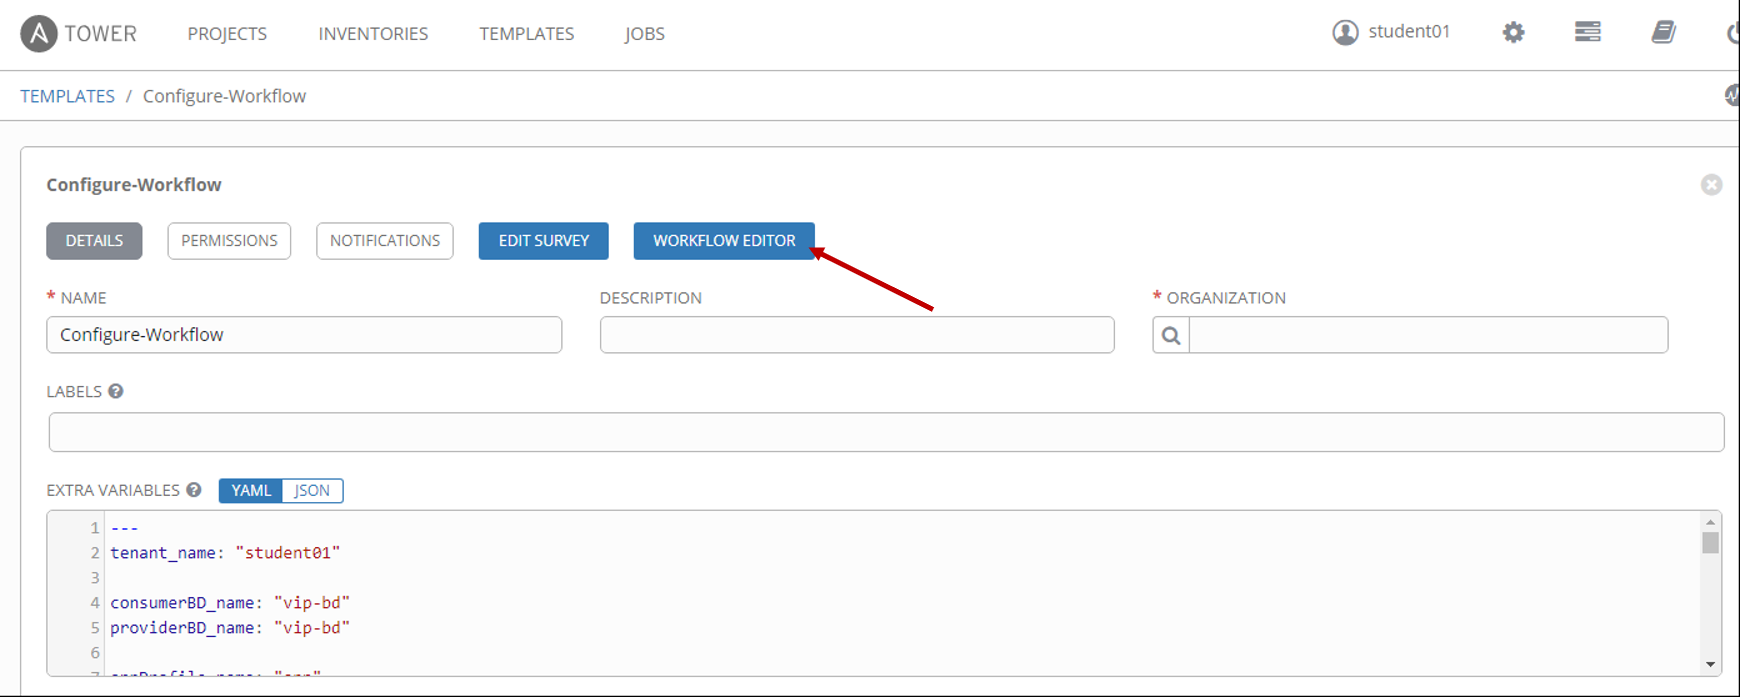 TOWER PROJECTS INVENTORIES TEMPLATES JOBS student01
TEMPLATES / Configure-Workflow
Configure-Workflow
DETAILS PERMISSIONS NOTIFICATIONS EDIT SURVEY WORKFLOW EDITOR
* NAME DESCRIPTION * ORGANIZATION
Configure-Workflow
LABELS ?
EXTRA VARIABLES ? YAML JSON
1 ---
2 tenant_name: "student01"
3
4 consumerBD_name: "vip-bd"
5 providerBD_name: "vip-bd"
6